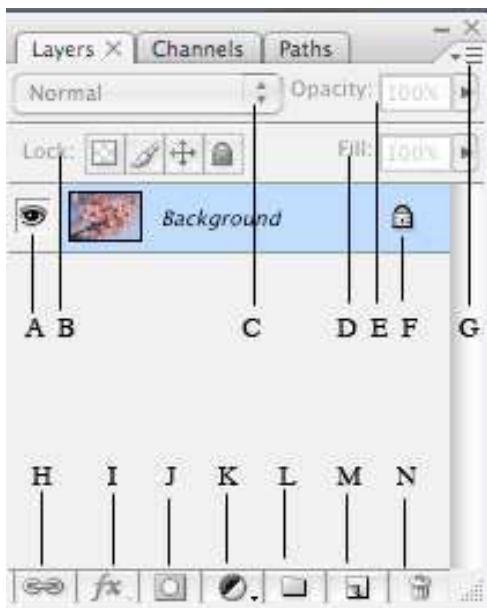 Layers × Channels Paths
Normal Opacity: 100%
Lock: Fill: 100%
Background
A B C D E F G
H I J K L M N
fx